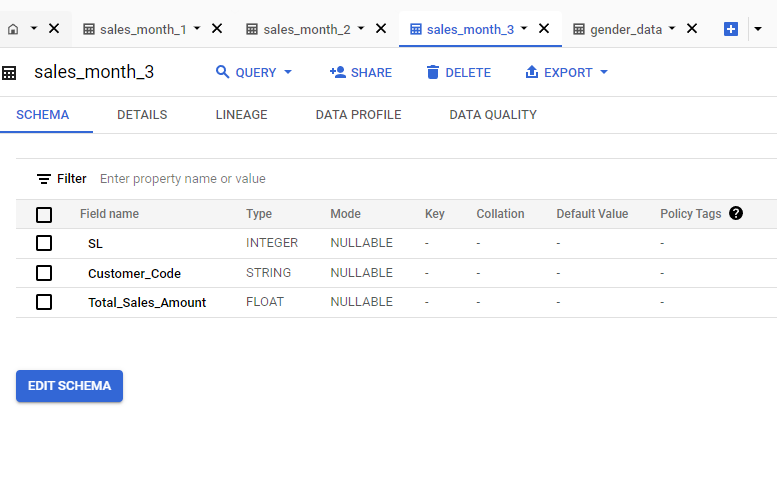 sales_month_1 sales_month_2 sales_month_3 gender_data
sales_month_3 QUERY SHARE DELETE EXPORT
SCHEMA DETAILS LINEAGE DATA PROFILE DATA QUALITY
Filter Enter property name or value
Field name Type Mode Key Collation Default Value Policy Tags ?
SL INTEGER NULLABLE - - - -
Customer_Code STRING NULLABLE - - - -
Total_Sales_Amount FLOAT NULLABLE - - - -
EDIT SCHEMA